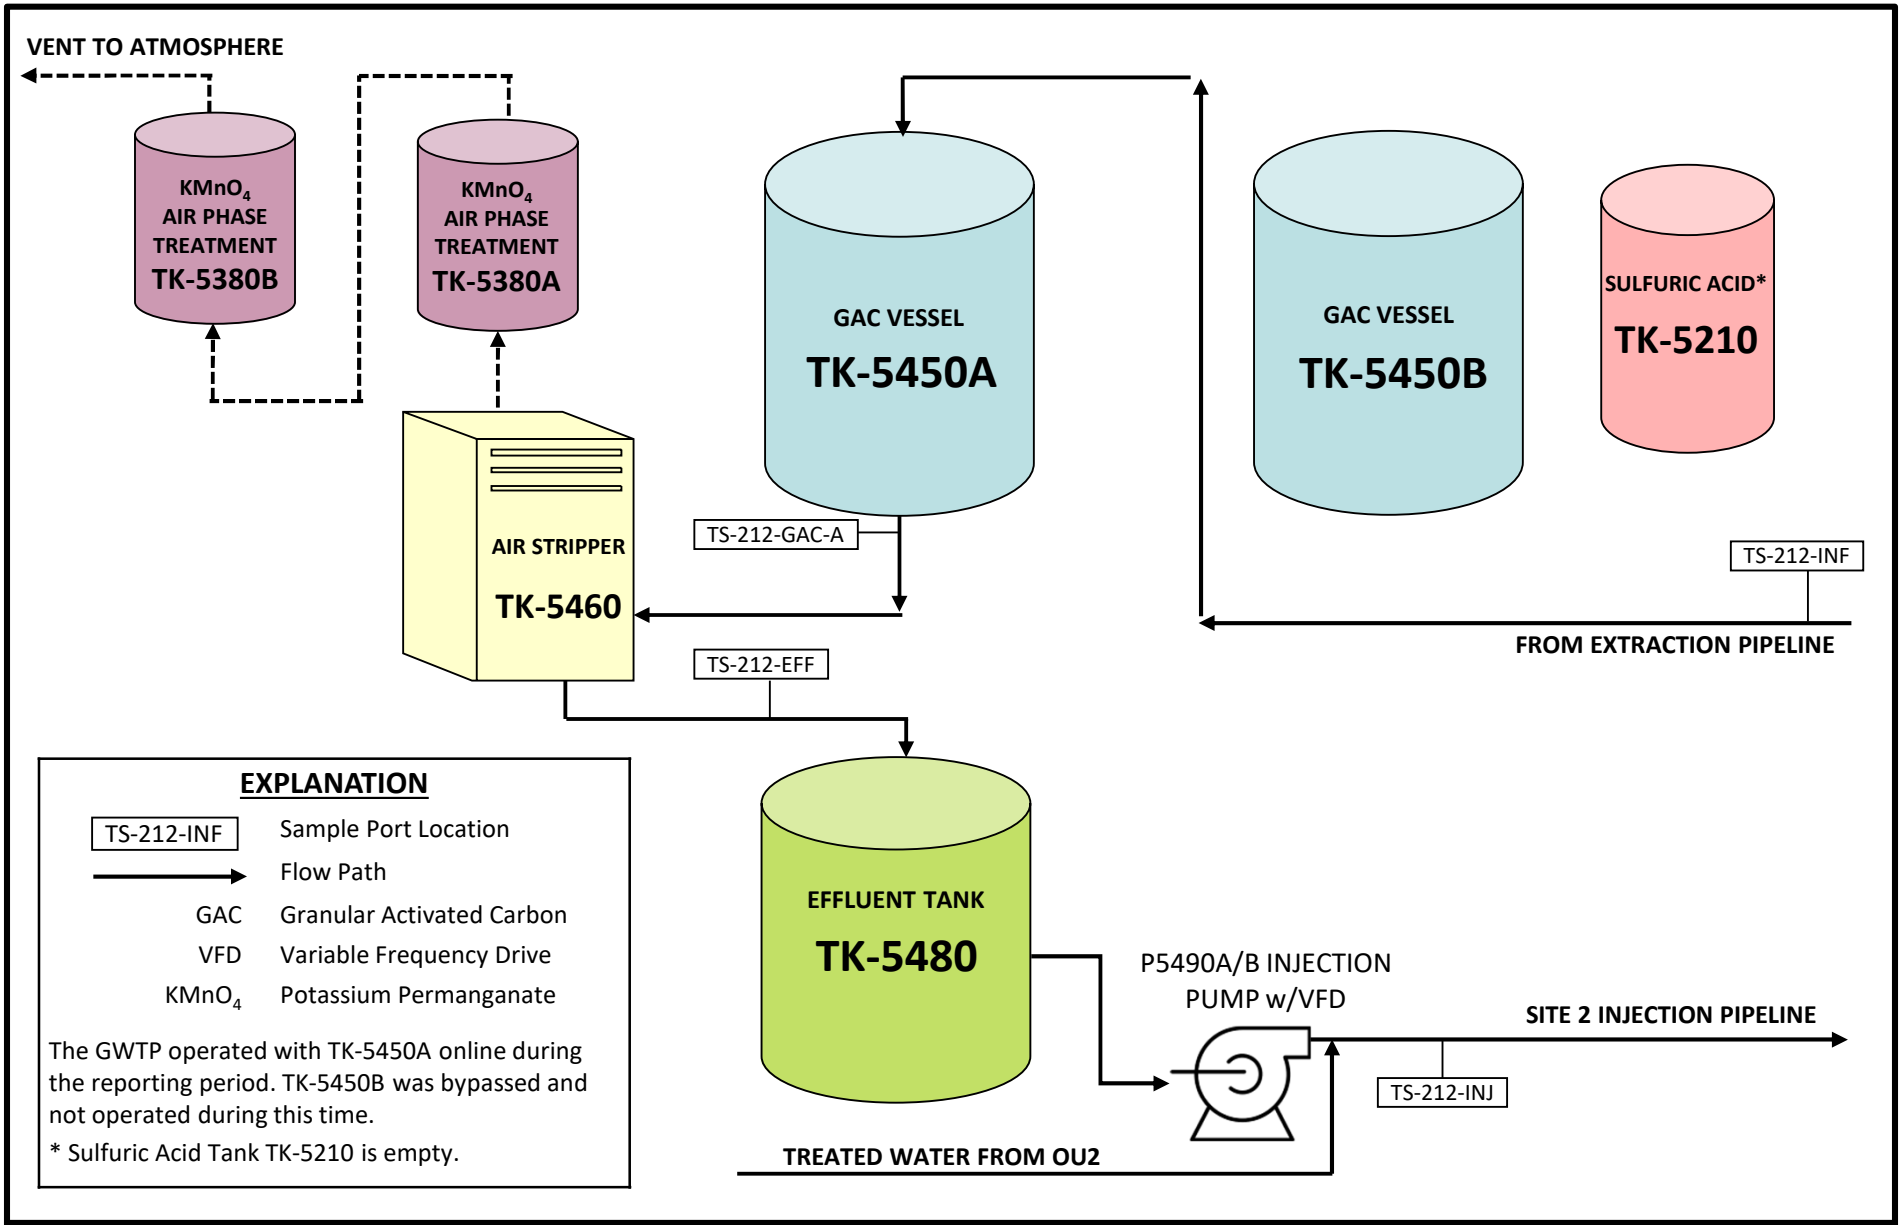 VENT TO ATMOSPHERE
KMnO₄
AIR PHASE
TREATMENT
TK-5380B
KMnO₄
AIR PHASE
TREATMENT
TK-5380A
GAC VESSEL
TK-5450A
GAC VESSEL
TK-5450B
SULFURIC ACID*
TK-5210
TS-212-GAC-A
AIR STRIPPER
TK-5460
TS-212-INF
FROM EXTRACTION PIPELINE
TS-212-EFF
EFFLUENT TANK
TK-5480
P5490A/B INJECTION
PUMP w/VFD
SITE 2 INJECTION PIPELINE
TS-212-INJ
TREATED WATER FROM OU2
EXPLANATION
TS-212-INF Sample Port Location
Flow Path
GAC Granular Activated Carbon
VFD Variable Frequency Drive
KMnO₄ Potassium Permanganate
The GWTP operated with TK-5450A online during
the reporting period. TK-5450B was bypassed and
not operated during this time.
* Sulfuric Acid Tank TK-5210 is empty.